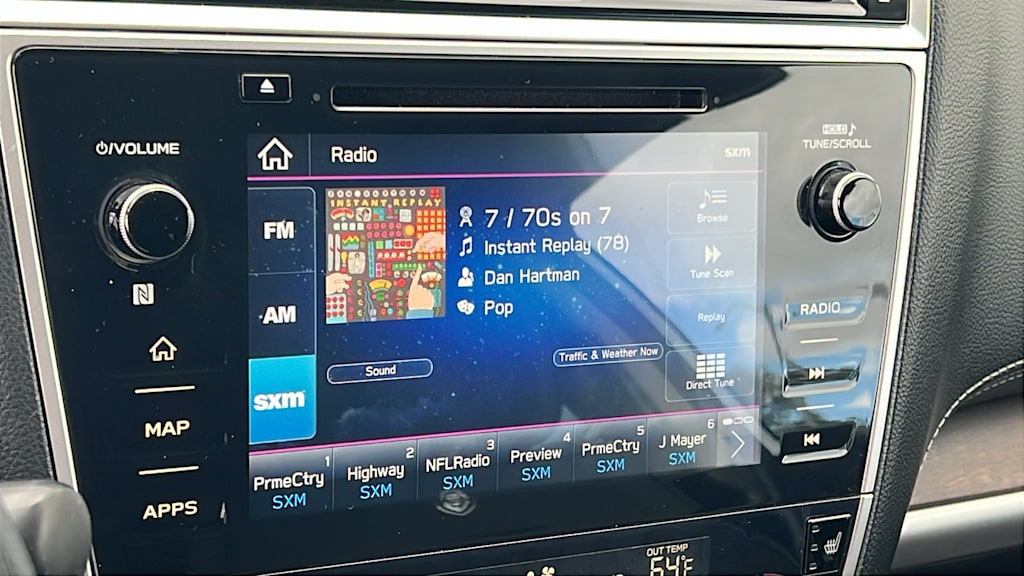 ⏻/VOLUME
HOLD
TUNE/SCROLL
Radio
sxm
INSTANT REPLAY
FM
AM
sxm
7 / 70s on 7
Instant Replay (78)
Dan Hartman
Pop
Browse
Tune Scan
Replay
Direct Tune
Sound
Traffic & Weather Now
1
PrmeCtry
SXM
2
Highway
SXM
3
NFLRadio
SXM
4
Preview
SXM
5
PrmeCtry
SXM
6
J Mayer
SXM
MAP
APPS
RADIO
OUT TEMP
64°F